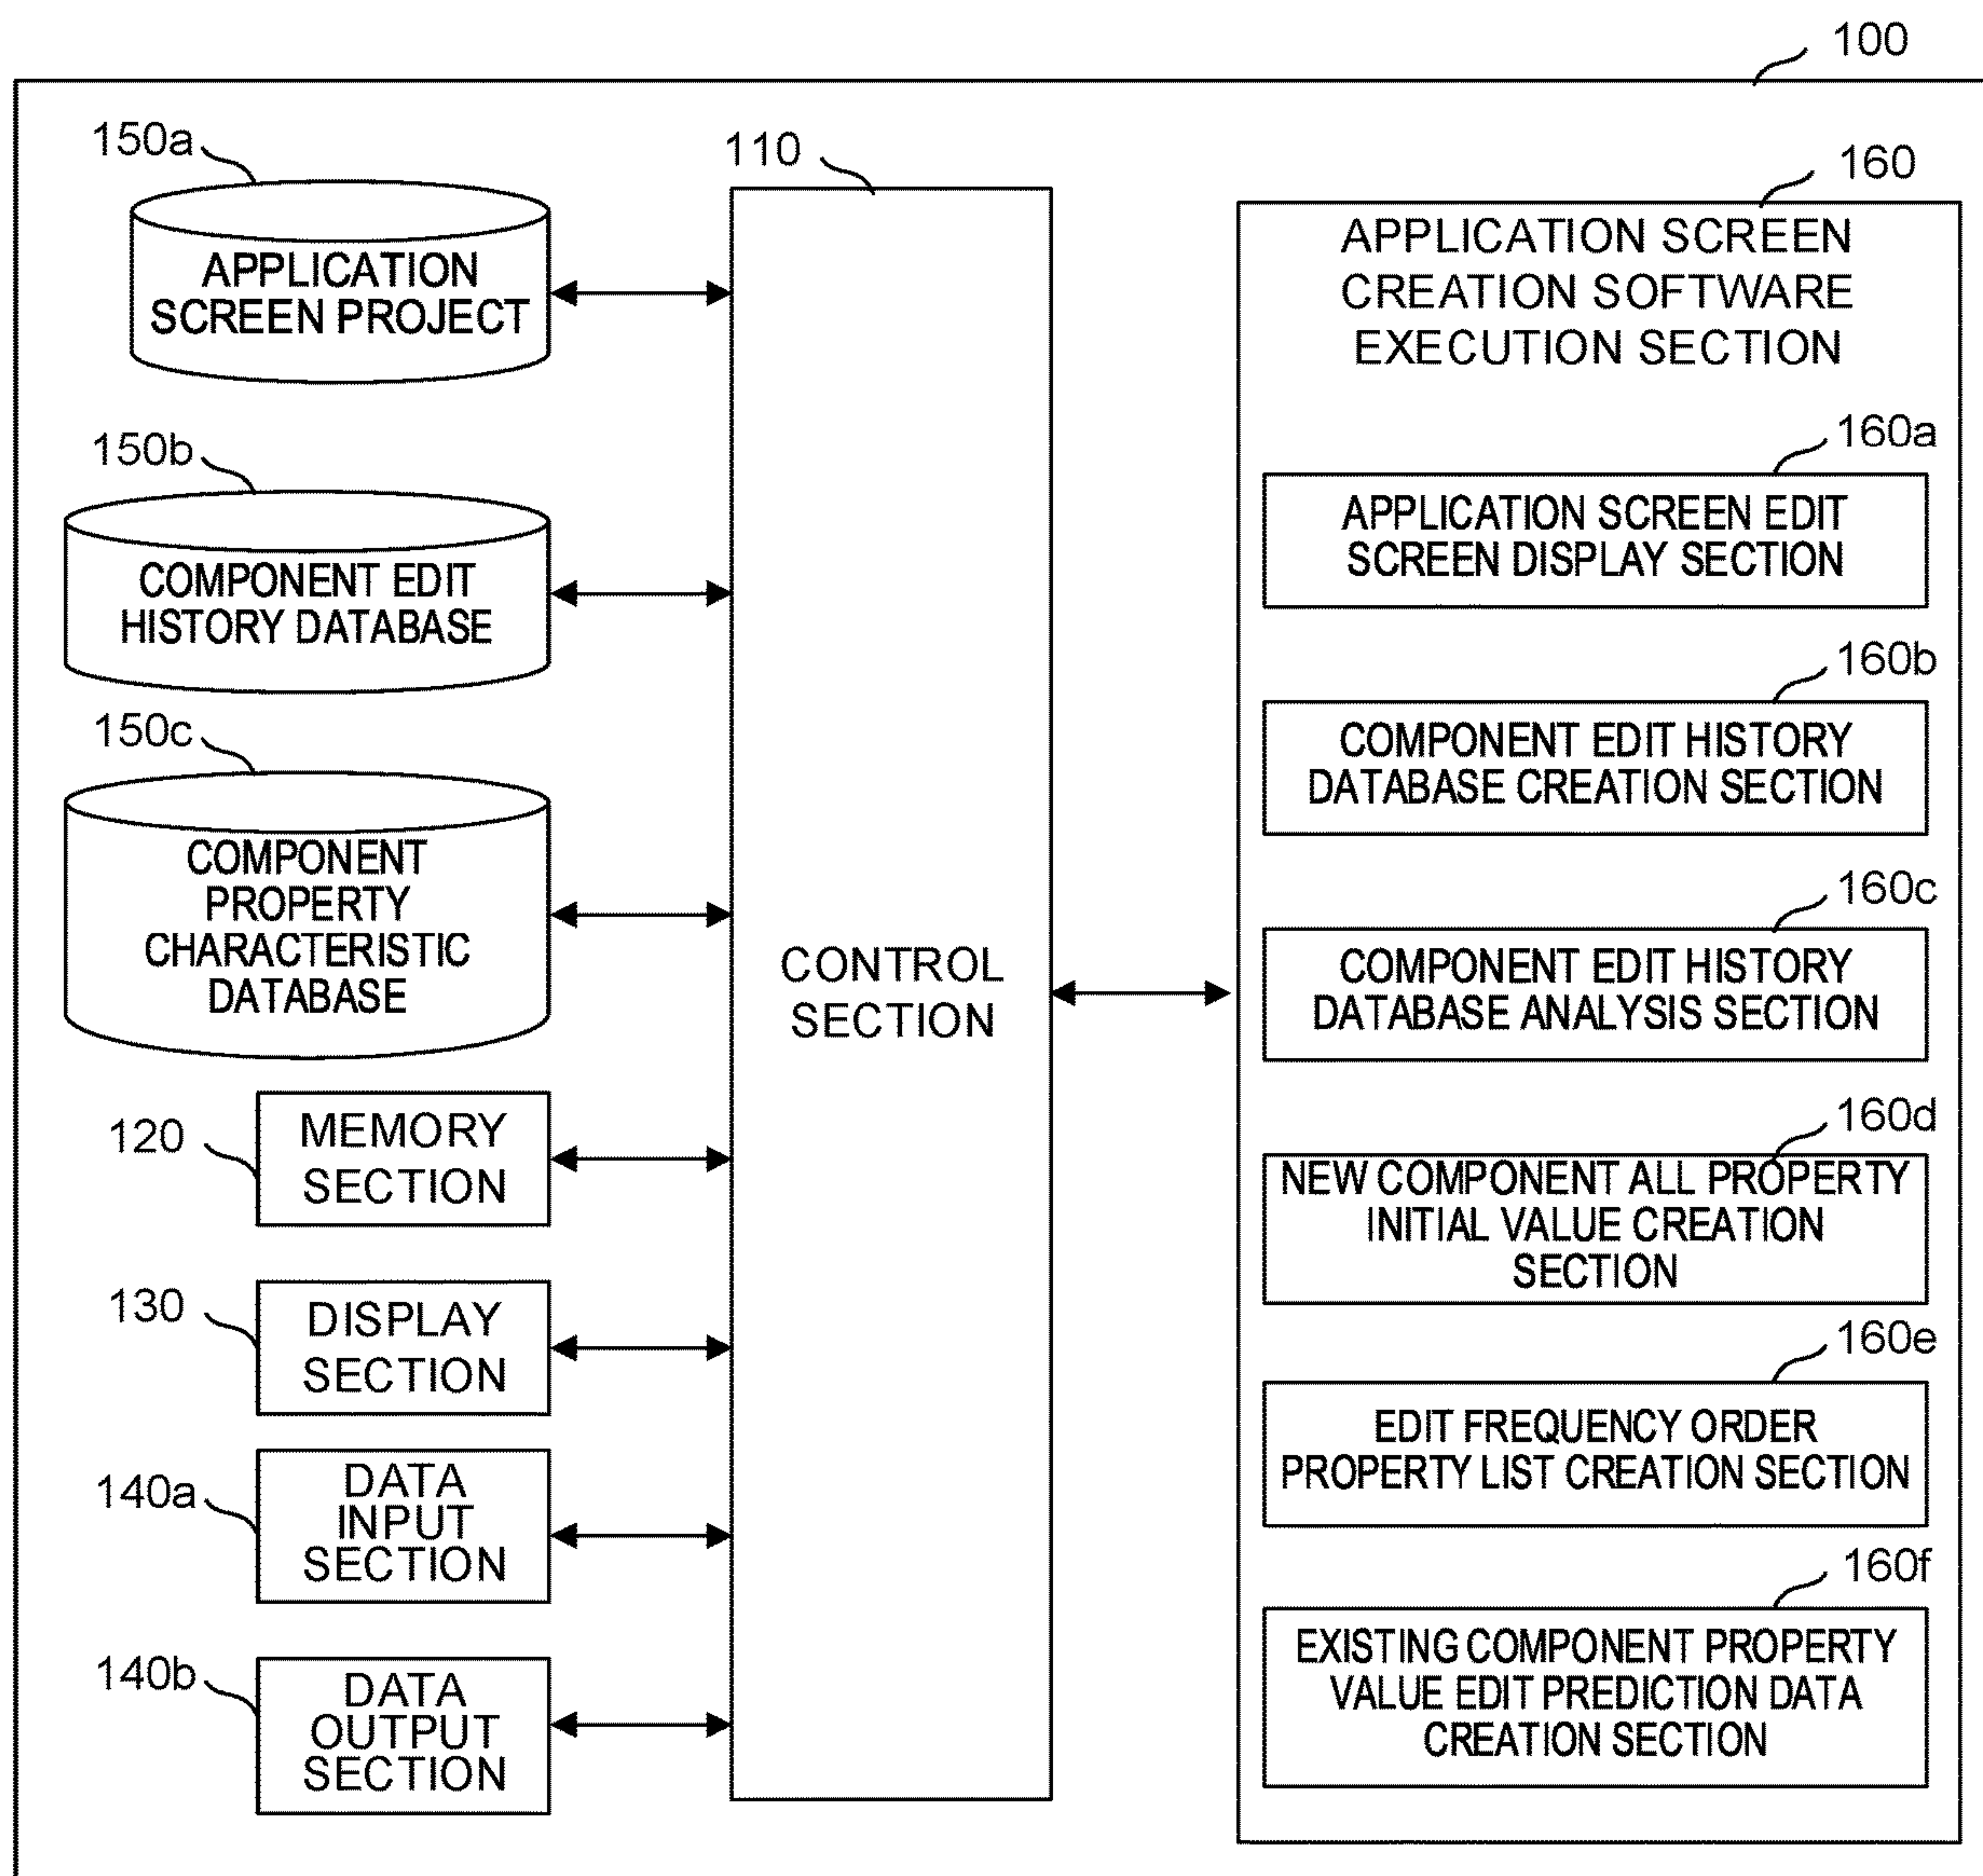 100
150a
APPLICATION
SCREEN PROJECT
150b
COMPONENT EDIT
HISTORY DATABASE
150c
COMPONENT
PROPERTY
CHARACTERISTIC
DATABASE
120
MEMORY
SECTION
130
DISPLAY
SECTION
140a
DATA
INPUT
SECTION
140b
DATA
OUTPUT
SECTION
110
CONTROL
SECTION
160
APPLICATION SCREEN
CREATION SOFTWARE
EXECUTION SECTION
160a
APPLICATION SCREEN EDIT
SCREEN DISPLAY SECTION
160b
COMPONENT EDIT HISTORY
DATABASE CREATION SECTION
160c
COMPONENT EDIT HISTORY
DATABASE ANALYSIS SECTION
160d
NEW COMPONENT ALL PROPERTY
INITIAL VALUE CREATION
SECTION
160e
EDIT FREQUENCY ORDER
PROPERTY LIST CREATION SECTION
160f
EXISTING COMPONENT PROPERTY
VALUE EDIT PREDICTION DATA
CREATION SECTION